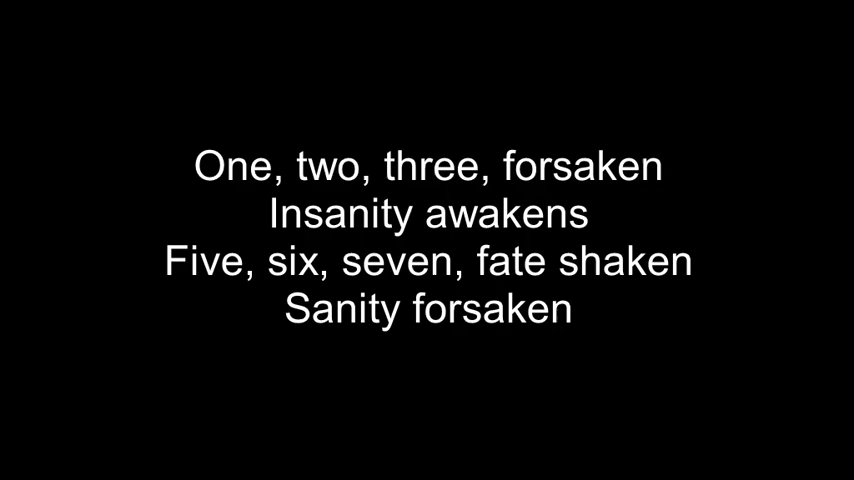 One, two, three, forsaken
Insanity awakens
Five, six, seven, fate shaken
Sanity forsaken